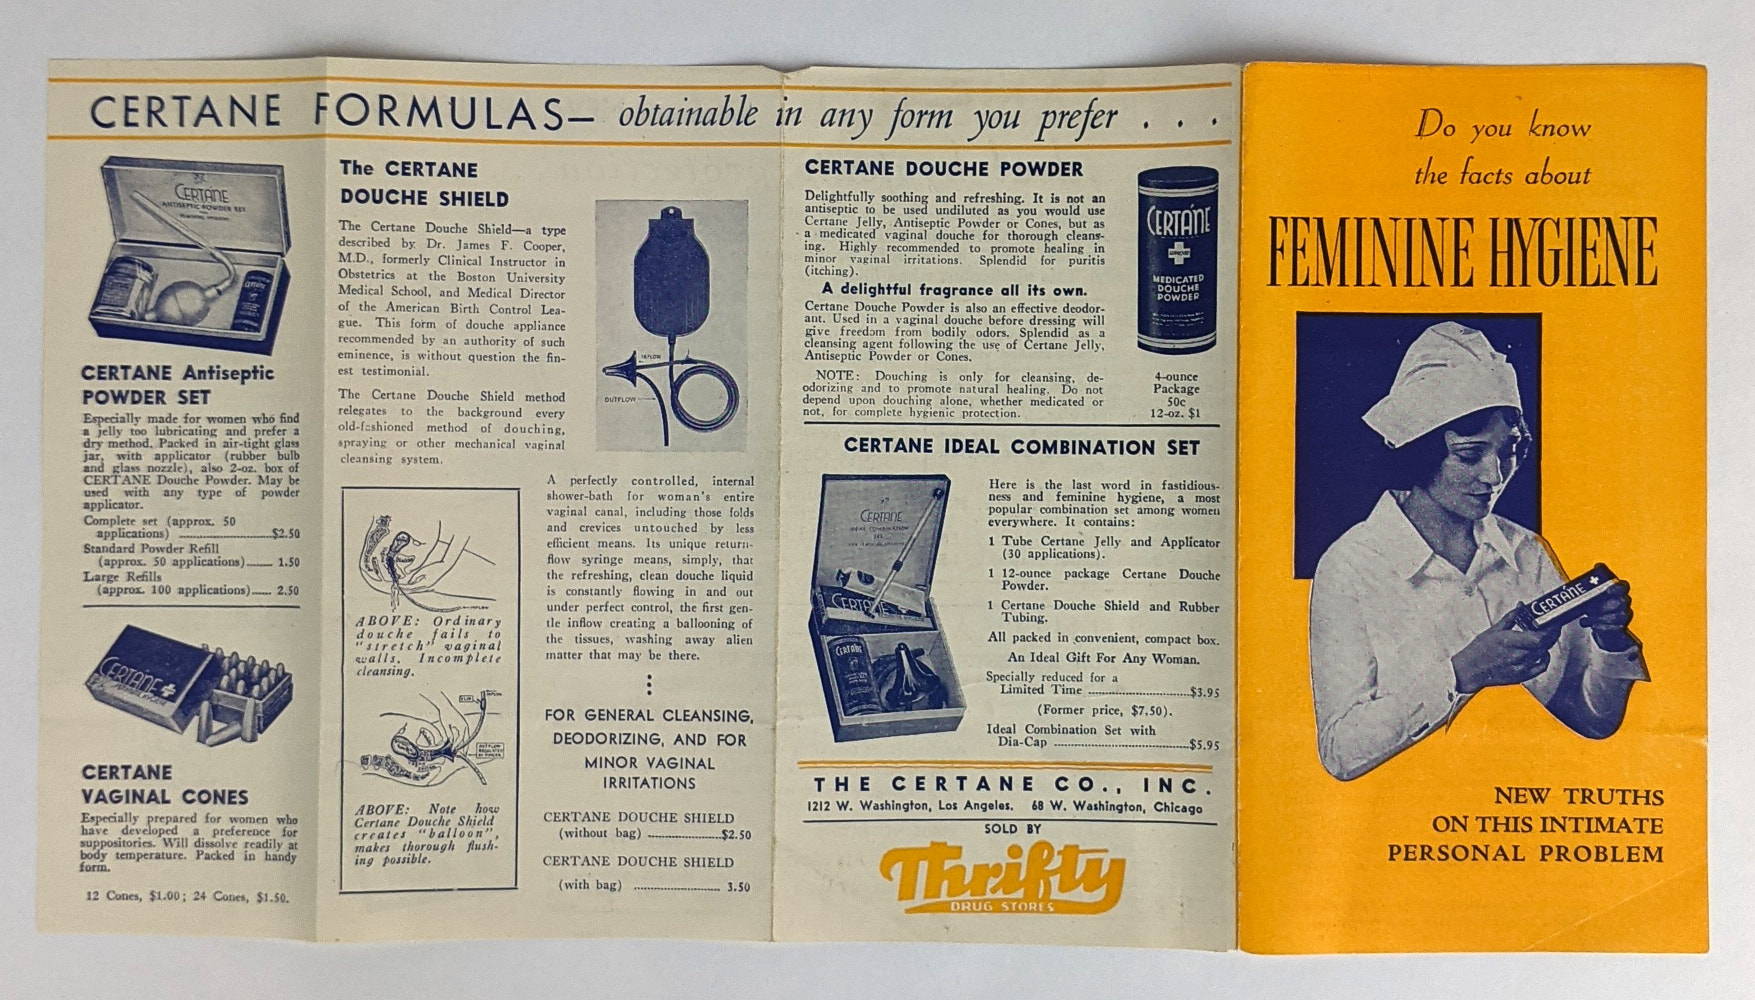 CERTANE FORMULAS— obtainable in any form you prefer . . .
CERTANE
ANTISEPTIC POWDER SET
CERTANE Antiseptic
POWDER SET
Especially made for women who find
a jelly too lubricating and prefer a
dry method. Packed in air-tight glass
jar, with applicator (rubber bulb
and glass nozzle), also 2-oz. box of
CERTANE Douche Powder. May be
used with any type of powder
applicator.
Complete set (approx. 50
applications) ........ $2.50
Standard Powder Refill
(approx. 50 applications) ........ 1.50
Large Refills
(approx. 100 applications) ..... 2.50
CERTANE
CERTANE
VAGINAL CONES
Especially prepared for women who
have developed a preference for
suppositories. Will dissolve readily at
body temperature. Packed in handy
form.
12 Cones, $1.00; 24 Cones, $1.50.
The CERTANE
DOUCHE SHIELD
The Certane Douche Shield—a type
described by Dr. James F. Cooper,
M.D., formerly Clinical Instructor in
Obstetrics at the Boston University
Medical School, and Medical Director
of the American Birth Control Lea-
gue. This form of douche appliance
recommended by an authority of such
eminence, is without question the fin-
est testimonial.
The Certane Douche Shield method
relegates to the background every
old-fashioned method of douching,
spraying or other mechanical vaginal
cleansing system.
INFLOW
OUTFLOW
ABOVE: Ordinary
douche fails to
"stretch" vaginal
walls. Incomplete
cleansing.
ABOVE: Note how
Certane Douche Shield
creates "balloon",
makes thorough flush-
ing possible.
A perfectly controlled, internal
shower-bath for woman's entire
vaginal canal, including those folds
and crevices untouched by less
efficient means. Its unique return-
flow syringe means, simply, that
the refreshing, clean douche liquid
is constantly flowing in and out
under perfect control, the first gen-
tle inflow creating a ballooning of
the tissues, washing away alien
matter that may be there.
FOR GENERAL CLEANSING,
DEODORIZING, AND FOR
MINOR VAGINAL
IRRITATIONS
CERTANE DOUCHE SHIELD
(without bag) ........ $2.50
CERTANE DOUCHE SHIELD
(with bag) ........ 3.50
CERTANE DOUCHE POWDER
Delightfully soothing and refreshing. It is not an
antiseptic to be used undiluted as you would use
Certane Jelly, Antiseptic Powder or Cones, but as
a medicated vaginal douche for thorough cleans-
ing. Highly recommended to promote healing in
minor vaginal irritations. Splendid for puritis
(itching).
A delightful fragrance all its own.
Certane Douche Powder is also an effective deodor-
ant. Used in a vaginal douche before dressing will
give freedom from bodily odors. Splendid as a
cleansing agent following the use of Certane Jelly,
Antiseptic Powder or Cones.
NOTE: Douching is only for cleansing, de-
odorizing and to promote natural healing. Do not
depend upon douching alone, whether medicated or
not, for complete hygienic protection.
CERTANE
MEDICATED
DOUCHE
POWDER
4-ounce
Package
50c
12-oz. $1
CERTANE IDEAL COMBINATION SET
CERTANE
IDEAL COMBINATION
SET
CERTANE
CERTANE
Here is the last word in fastidious-
ness and feminine hygiene, a most
popular combination set among women
everywhere. It contains:
1 Tube Certane Jelly and Applicator
(30 applications).
1 12-ounce package Certane Douche
Powder.
1 Certane Douche Shield and Rubber
Tubing.
All packed in convenient, compact box.
An Ideal Gift For Any Woman.
Specially reduced for a
Limited Time ........ $3.95
(Former price, $7.50).
Ideal Combination Set with
Dia-Cap ........ $5.95
THE CERTANE CO., INC.
1212 W. Washington, Los Angeles. 68 W. Washington, Chicago
SOLD BY
Thrifty
DRUG STORES
Do you know
the facts about
FEMININE HYGIENE
CERTANE
NEW TRUTHS
ON THIS INTIMATE
PERSONAL PROBLEM